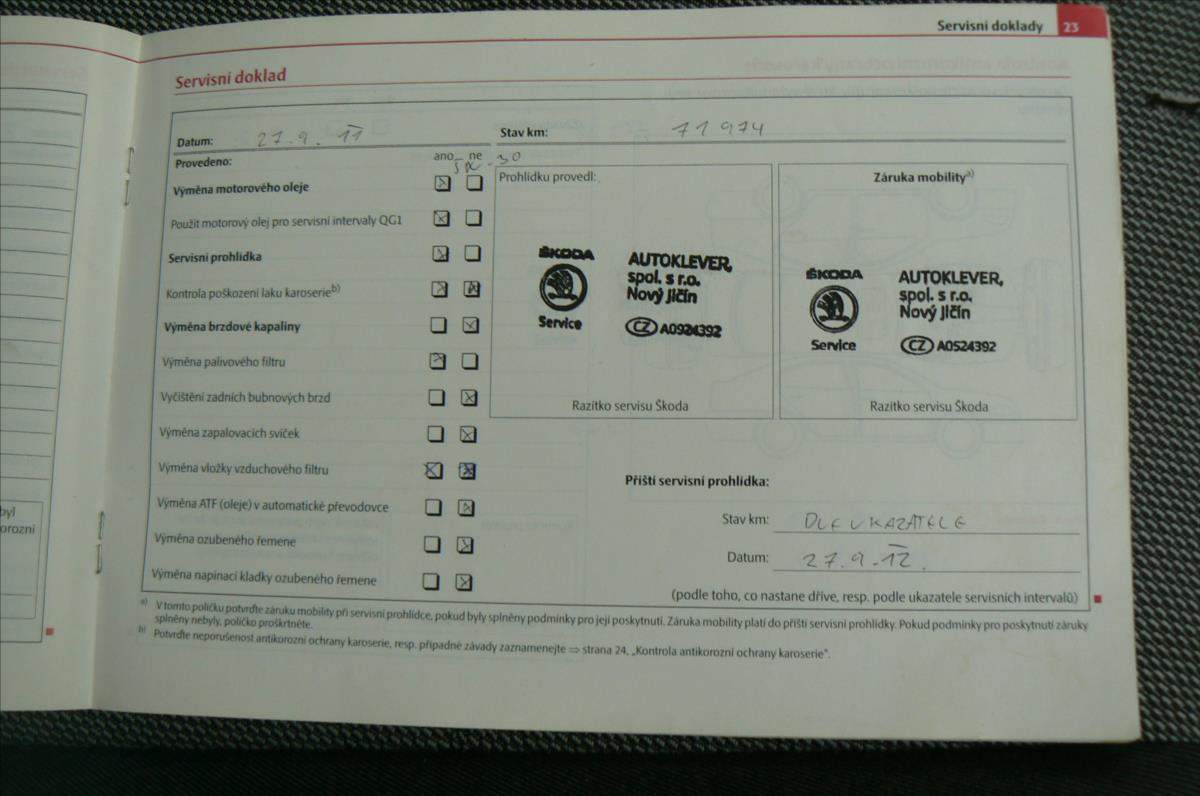 Servisní doklady 23
Servisní doklad
Datum: 27.9.11 Stav km: 71974
Provedeno: ano ne
Výměna motorového oleje
Použit motorový olej pro servisní intervaly QG1
Servisní prohlídka
Kontrola poškození laku karoserie b)
Výměna brzdové kapaliny
Výměna palivového filtru
Vyčištění zadních bubnových brzd
Výměna zapalovacích svíček
Výměna vložky vzduchového filtru
Výměna ATF (oleje) v automatické převodovce
Výměna ozubeného řemene
Výměna napínací kladky ozubeného řemene
Prohlídku provedl:
ŠKODA
Service
AUTOKLEVER,
spol. s r.o.
Nový Jičín
CZ A0924392
Razítko servisu Škoda
Záruka mobility a)
ŠKODA
Service
AUTOKLEVER,
spol. s r.o.
Nový Jičín
CZ A0524392
Razítko servisu Škoda
Příští servisní prohlídka:
Stav km: DLE UKAZATELE
Datum: 27.9.12.
(podle toho, co nastane dříve, resp. podle ukazatele servisních intervalů)
a) V tomto políčku potvrďte záruku mobility při servisní prohlídce, pokud byly splněny podmínky pro její poskytnutí. Záruka mobility platí do příští servisní prohlídky. Pokud podmínky pro poskytnutí záruky
splněny nebyly, políčko proškrtněte.
b) Potvrďte neporušenost antikorozní ochrany karoserie, resp. případné závady zaznamenejte ⇒ strana 24, „Kontrola antikorozní ochrany karoserie".
byl
orozní